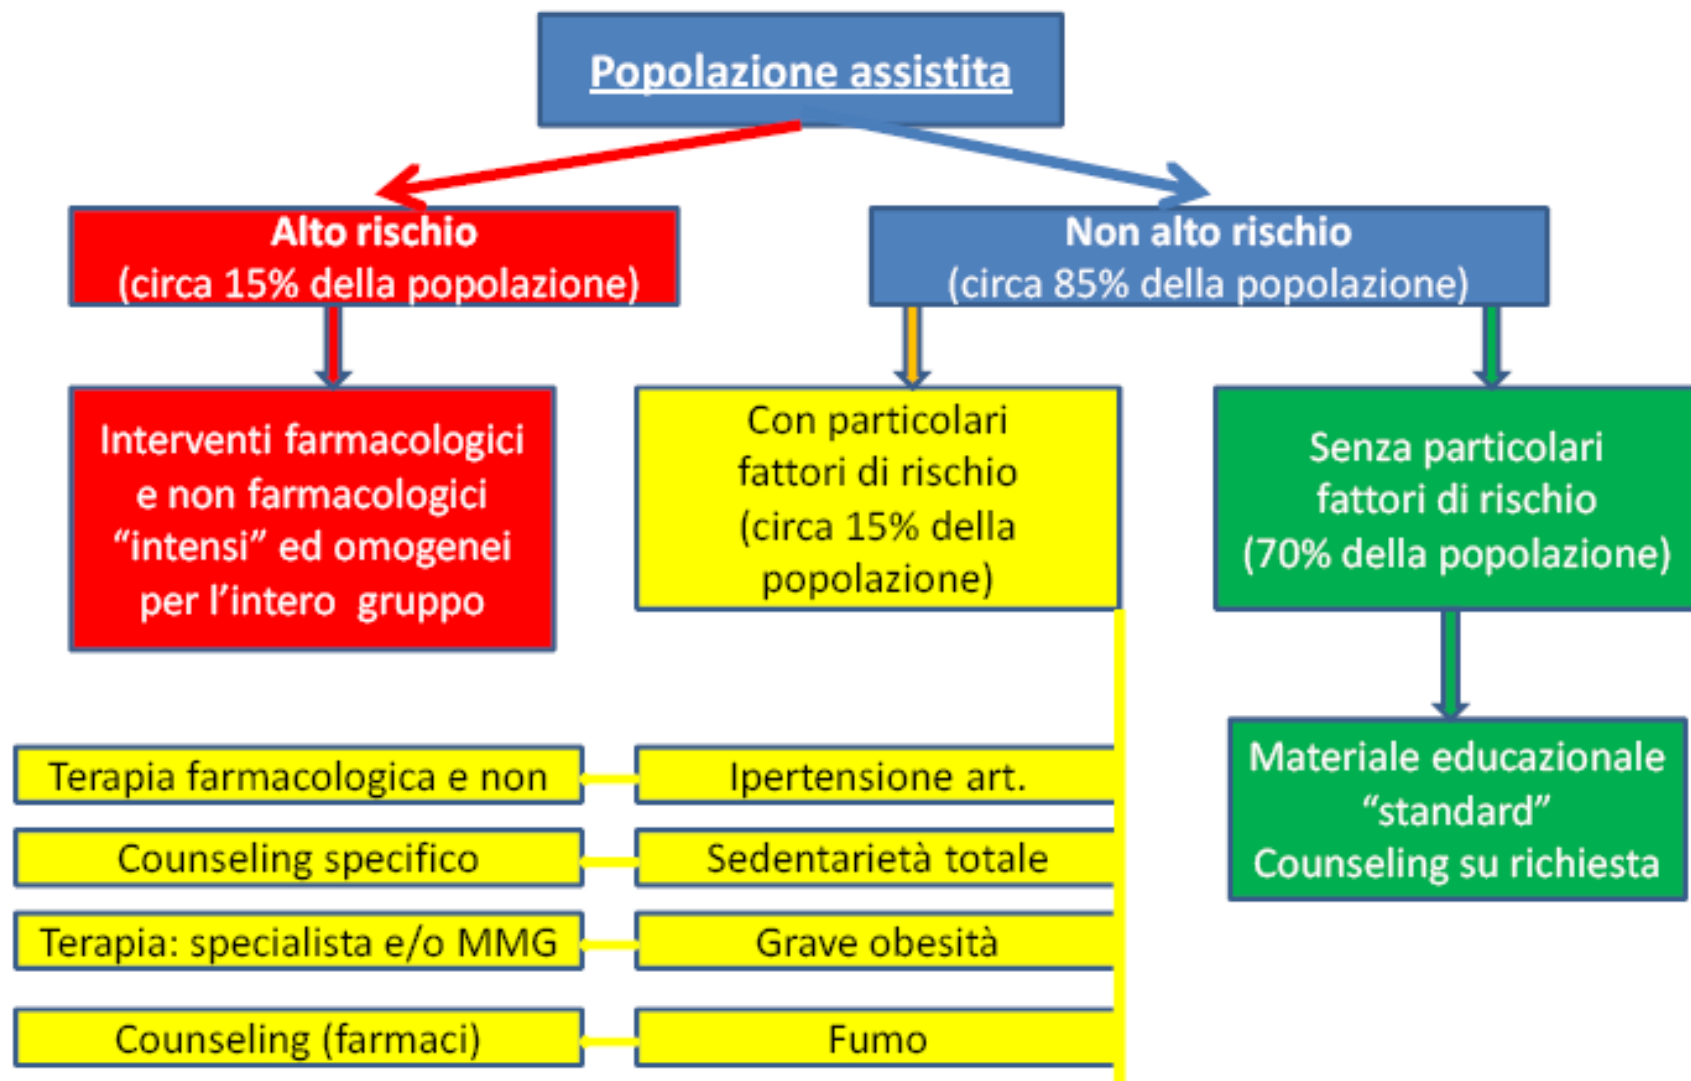 Popolazione assistita
Alto rischio
(circa 15% della popolazione)
Non alto rischio
(circa 85% della popolazione)
Interventi farmacologici
e non farmacologici
“intensi” ed omogenei
per l’intero gruppo
Con particolari
fattori di rischio
(circa 15% della
popolazione)
Senza particolari
fattori di rischio
(70% della popolazione)
Materiale educazionale
“standard”
Counseling su richiesta
Terapia farmacologica e non
Ipertensione art.
Counseling specifico
Sedentarietà totale
Terapia: specialista e/o MMG
Grave obesità
Counseling (farmaci)
Fumo